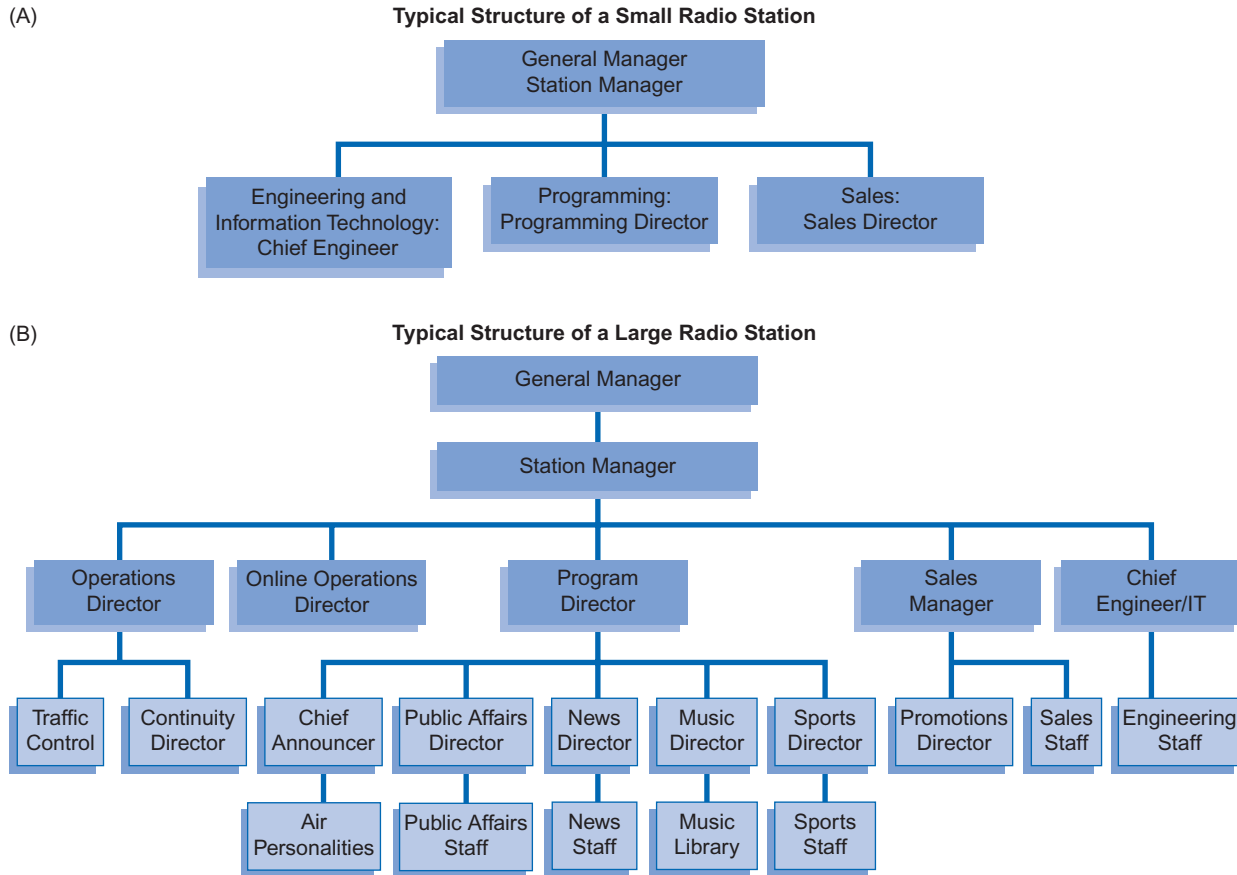 (A)
Typical Structure of a Small Radio Station
General Manager
Station Manager
Engineering and
Information Technology:
Chief Engineer
Programming:
Programming Director
Sales:
Sales Director
(B)
Typical Structure of a Large Radio Station
General Manager
Station Manager
Operations
Director
Online Operations
Director
Program
Director
Sales
Manager
Chief
Engineer/IT
Traffic
Control
Continuity
Director
Chief
Announcer
Public Affairs
Director
News
Director
Music
Director
Sports
Director
Promotions
Director
Sales
Staff
Engineering
Staff
Air
Personalities
Public Affairs
Staff
News
Staff
Music
Library
Sports
Staff